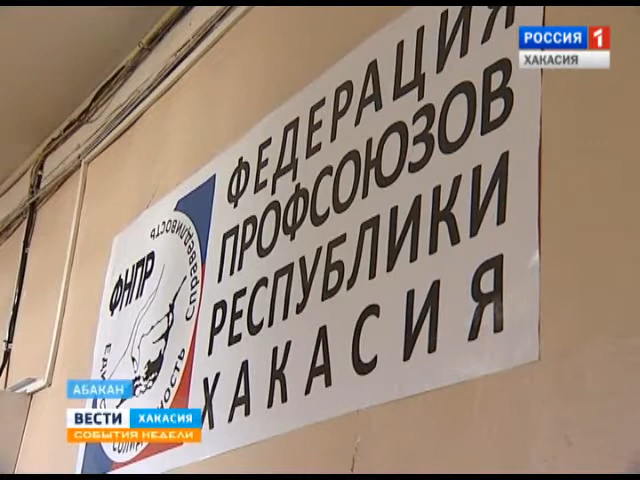 РОССИЯ 1
ХАКАСИЯ
ФЕДЕРАЦИЯ
ПРОФСОЮЗОВ
РЕСПУБЛИКИ
ХАКАСИЯ
ФНПР
Справедливость
АБАКАН
ВЕСТИ ХАКАСИЯ
СОБЫТИЯ НЕДЕЛИ